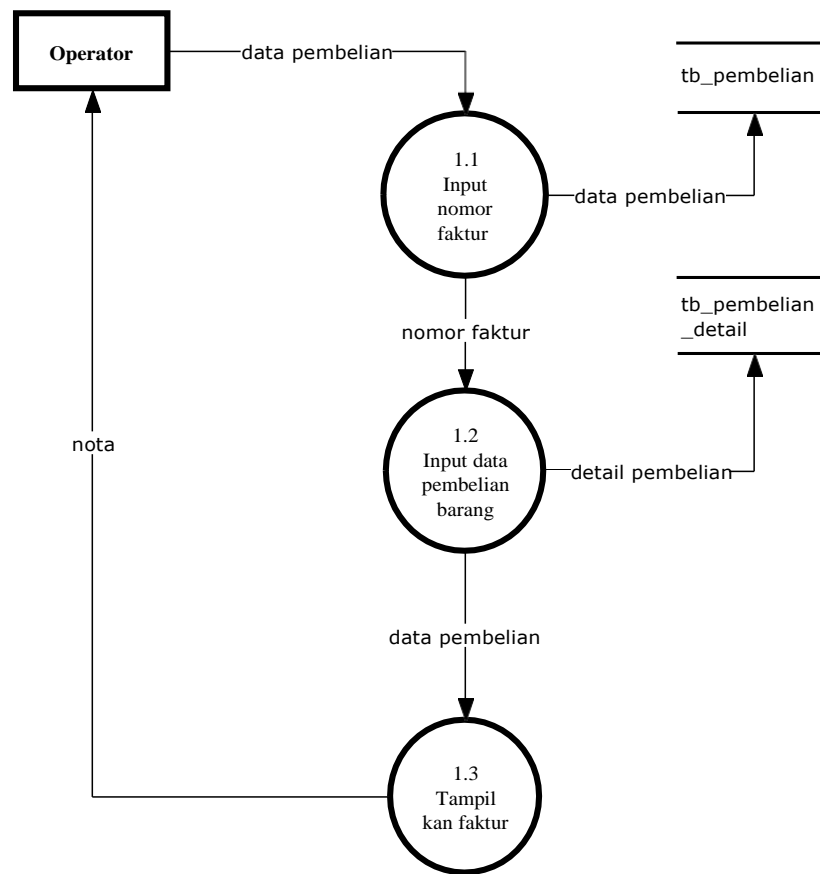 Operator
data pembelian
tb_pembelian
1.1
Input
nomor
faktur
data pembelian
tb_pembelian
_detail
nomor faktur
1.2
Input data
pembelian
barang
detail pembelian
nota
data pembelian
1.3
Tampil
kan faktur